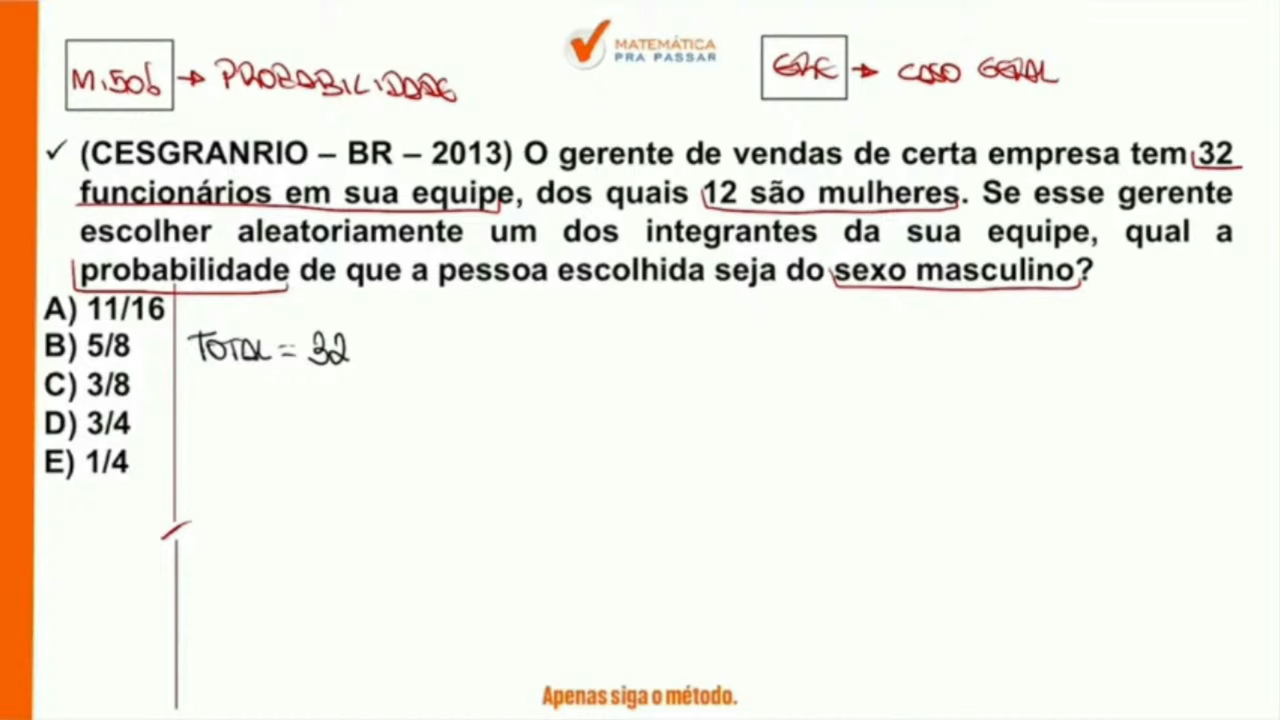 M.506 → PROBABILIDADE
MATEMÁTICA
PRA PASSAR
→ CASO GERAL
✓ (CESGRANRIO – BR – 2013) O gerente de vendas de certa empresa tem 32
funcionários em sua equipe, dos quais 12 são mulheres. Se esse gerente
escolher aleatoriamente um dos integrantes da sua equipe, qual a
probabilidade de que a pessoa escolhida seja do sexo masculino?
A) 11/16
B) 5/8
C) 3/8
D) 3/4
E) 1/4
TOTAL = 32
Apenas siga o método.